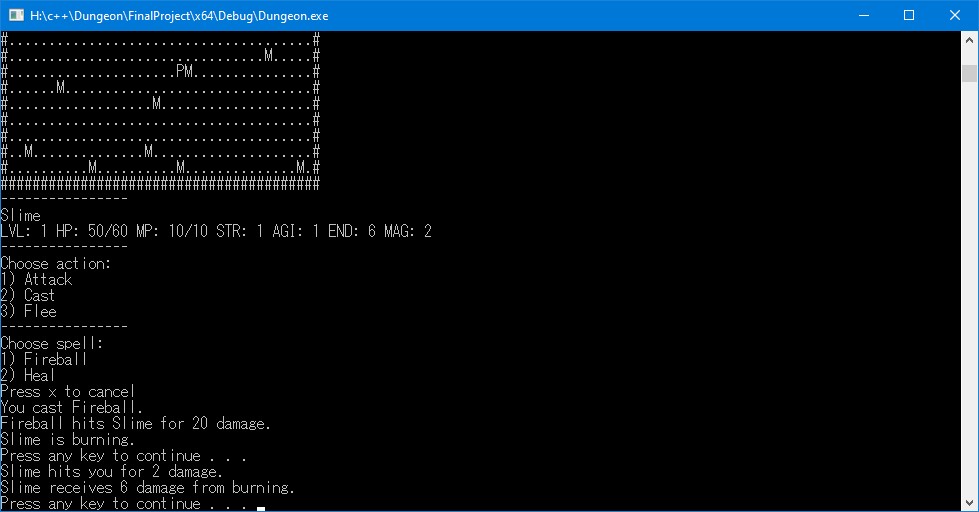 #......................................#
#................................M.....#
#.....................PM...............#
#......M...............................#
#..................M...................#
#......................................#
#......................................#
#..M..............M....................#
#..........M..........M..............M.#
########################################
----------------
Slime
LVL: 1 HP: 50/60 MP: 10/10 STR: 1 AGI: 1 END: 6 MAG: 2
----------------
Choose action:
1) Attack
2) Cast
3) Flee
----------------
Choose spell:
1) Fireball
2) Heal
Press x to cancel
You cast Fireball.
Fireball hits Slime for 20 damage.
Slime is burning.
Press any key to continue . . .
Slime hits you for 2 damage.
Slime receives 6 damage from burning.
Press any key to continue . . .
H:\c++\Dungeon\FinalProject\x64\Debug\Dungeon.exe